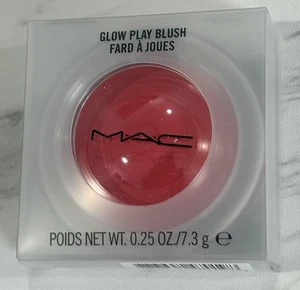 GLOW PLAY BLUSH
FARD À JOUES
MAC
POIDS NET WT. 0.25 OZ./7.3 g ℮